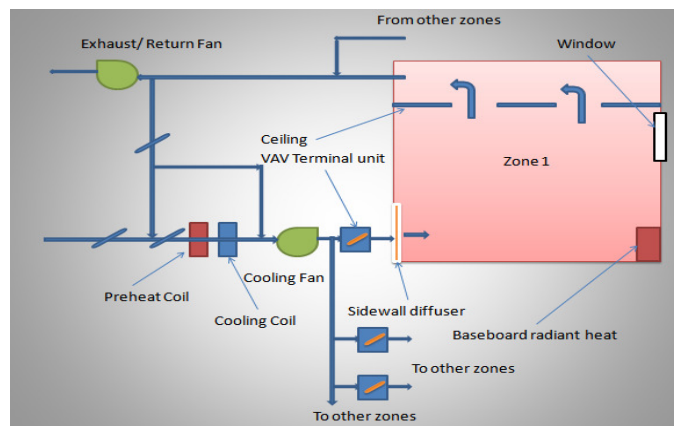 From other zones
Exhaust/ Return Fan
Window
Ceiling
VAV Terminal unit
Zone 1
Cooling Fan
Preheat Coil
Cooling Coil
Sidewall diffuser
Baseboard radiant heat
To other zones
To other zones